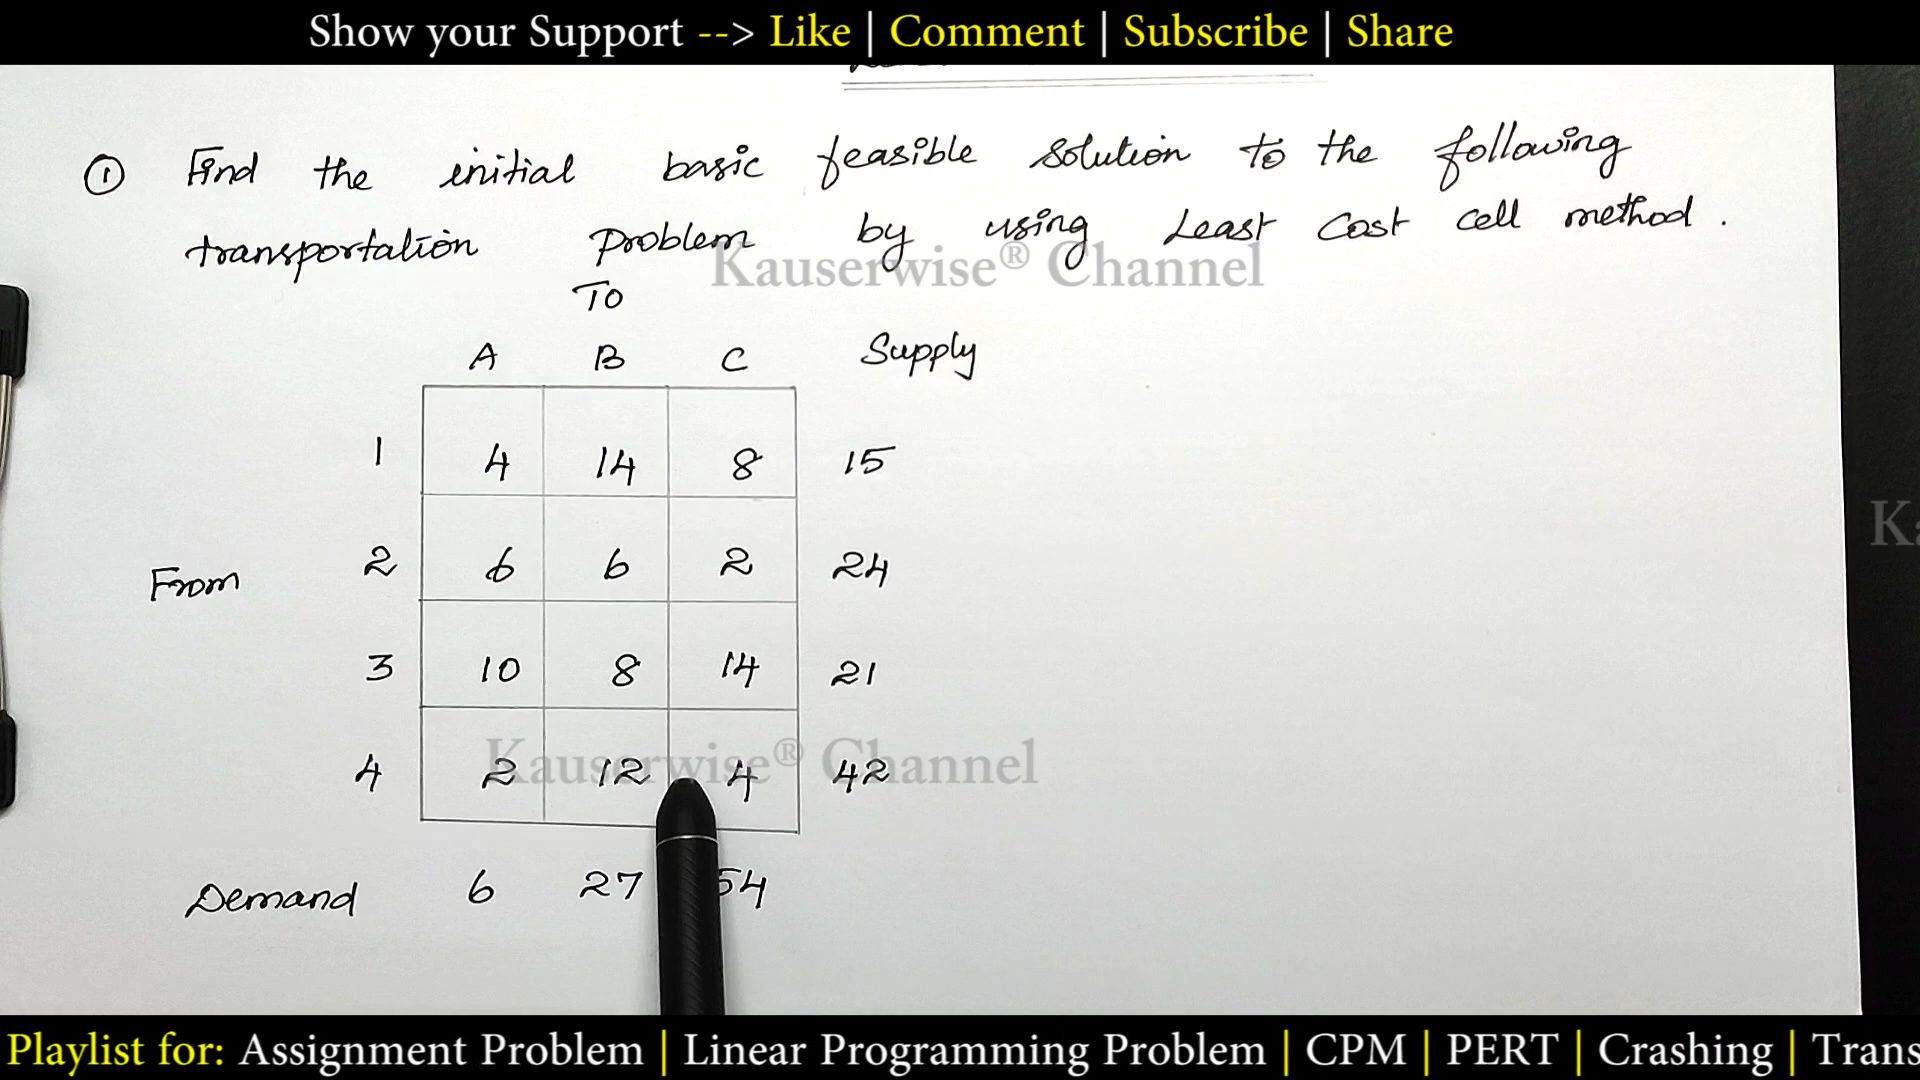 Show your Support --> Like | Comment | Subscribe | Share
① Find the initial basic feasible solution to the following
transportation problem by using Least Cost cell method.
Kauserwise® Channel
To
A B C Supply
1 4 14 8 15
From 2 6 6 2 24
3 10 8 14 21
4 2 12 4 42
Kauserwise® Channel
Demand 6 27 54
Playlist for: Assignment Problem | Linear Programming Problem | CPM | PERT | Crashing | Trans